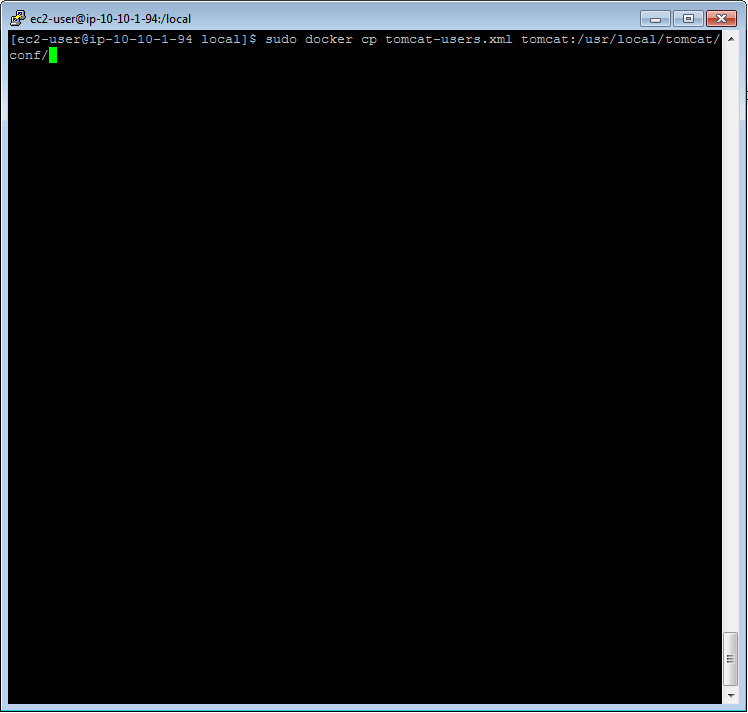 ec2-user@ip-10-10-1-94:/local
[ec2-user@ip-10-10-1-94 local]$ sudo docker cp tomcat-users.xml tomcat:/usr/local/tomcat/
conf/